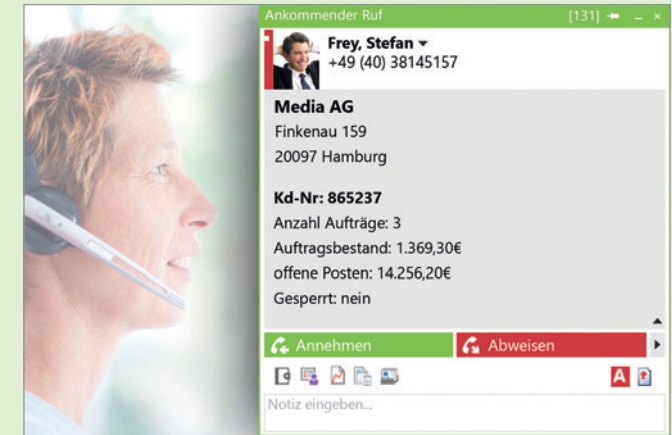 Ankommender Ruf [131]
Frey, Stefan
+49 (40) 38145157
Media AG
Finkenau 159
20097 Hamburg
Kd-Nr: 865237
Anzahl Aufträge: 3
Auftragsbestand: 1.369,30€
offene Posten: 14.256,20€
Gesperrt: nein
Annehmen Abweisen
A
Notiz eingeben...